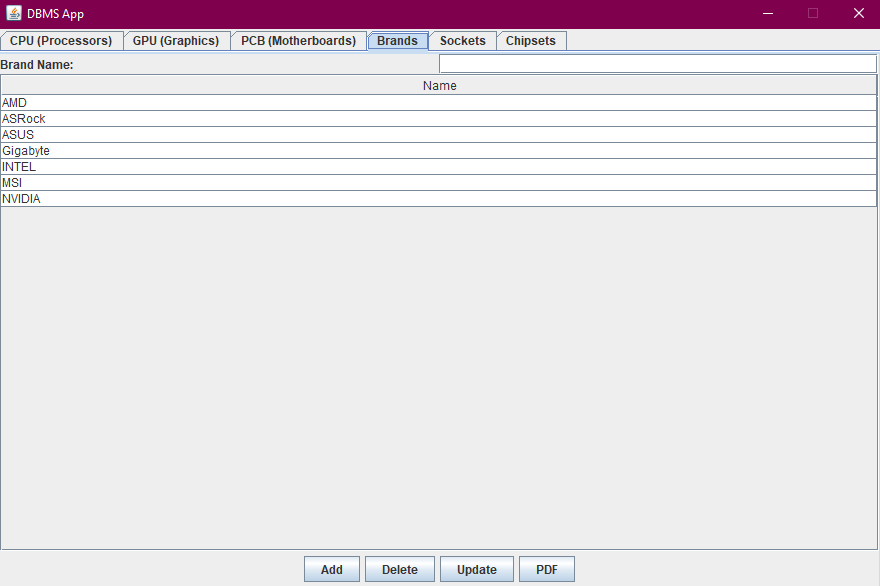 DBMS App
CPU (Processors) GPU (Graphics) PCB (Motherboards) Brands Sockets Chipsets
Brand Name:
Name
AMD
ASRock
ASUS
Gigabyte
INTEL
MSI
NVIDIA
Add Delete Update PDF